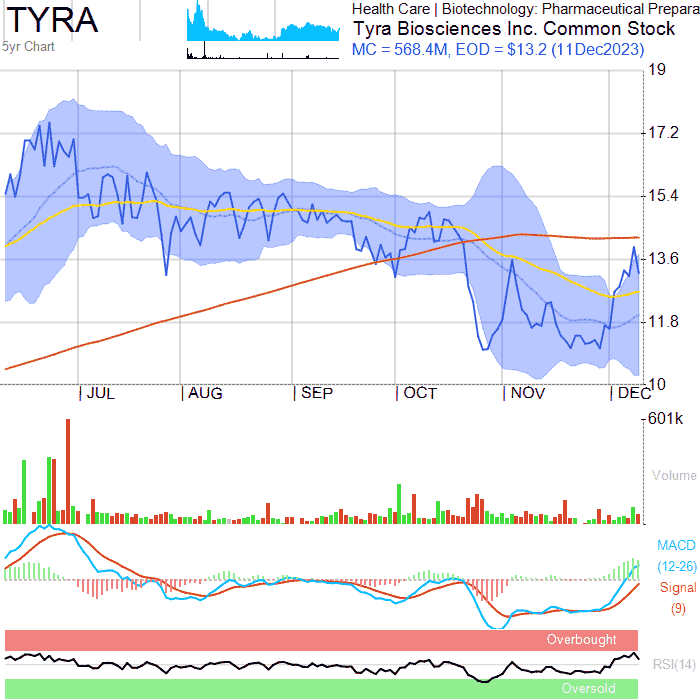 TYRA
5yr Chart
Health Care | Biotechnology: Pharmaceutical Prepara
Tyra Biosciences Inc. Common Stock
MC = 568.4M, EOD = $13.2 (11Dec2023)
19
17.2
15.4
13.6
11.8
10
JUL
AUG
SEP
OCT
NOV
DEC
601k
Volume
MACD
(12-26)
Signal
(9)
Overbought
RSI(14)
Oversold